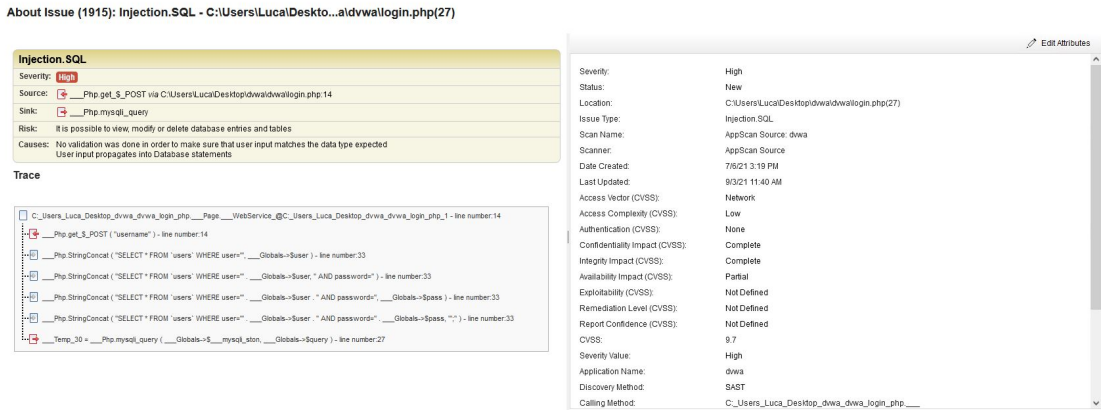 About Issue (1915): Injection.SQL - C:\Users\Luca\Deskto...a\dvwa\login.php(27)
Injection.SQL
Severity: High
Source: ___Php.get_$_POST via C:\Users\Luca\Desktop\dvwa\dvwa\login.php:14
Sink: ___Php.mysqli_query
Risk: It is possible to view, modify or delete database entries and tables
Causes: No validation was done in order to make sure that user input matches the data type expected
User input propagates into Database statements
Trace
C:_Users_Luca_Desktop_dvwa_dvwa_login_php.___Page.___WebService_@C:_Users_Luca_Desktop_dvwa_dvwa_login_php_1 - line number:14
___Php.get_$_POST ( "username" ) - line number:14
___Php.StringConcat ( "SELECT * FROM `users` WHERE user='", ___Globals->$user ) - line number:33
___Php.StringConcat ( "SELECT * FROM `users` WHERE user='" . ___Globals->$user, "' AND password='" ) - line number:33
___Php.StringConcat ( "SELECT * FROM `users` WHERE user='" . ___Globals->$user . "' AND password='", ___Globals->$pass ) - line number:33
___Php.StringConcat ( "SELECT * FROM `users` WHERE user='" . ___Globals->$user . "' AND password='" . ___Globals->$pass, "';" ) - line number:33
___Temp_30 = ___Php.mysqli_query ( ___Globals->$___mysqli_ston, ___Globals->$query ) - line number:27
Edit Attributes
Severity: High
Status: New
Location: C:\Users\Luca\Desktop\dvwa\dvwa\login.php(27)
Issue Type: Injection.SQL
Scan Name: AppScan Source: dvwa
Scanner: AppScan Source
Date Created: 7/6/21 3:19 PM
Last Updated: 9/3/21 11:40 AM
Access Vector (CVSS): Network
Access Complexity (CVSS): Low
Authentication (CVSS): None
Confidentiality Impact (CVSS): Complete
Integrity Impact (CVSS): Complete
Availability Impact (CVSS): Partial
Exploitability (CVSS): Not Defined
Remediation Level (CVSS): Not Defined
Report Confidence (CVSS): Not Defined
CVSS: 9.7
Severity Value: High
Application Name: dvwa
Discovery Method: SAST
Calling Method: C:_Users_Luca_Desktop_dvwa_dvwa_login_php.___